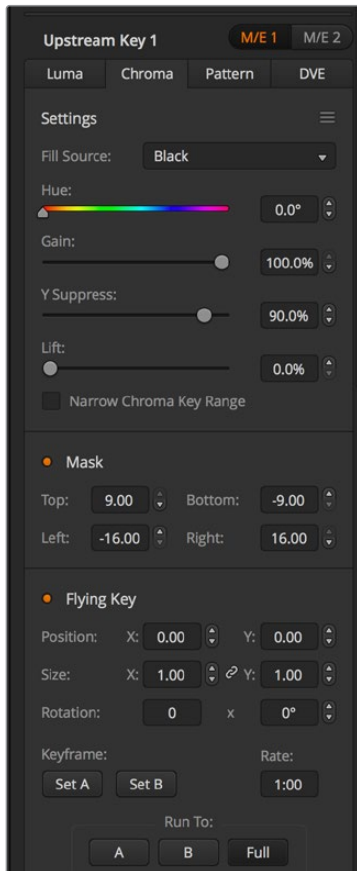 Upstream Key 1 M/E 1 M/E 2
Luma Chroma Pattern DVE
Settings
Fill Source: Black
Hue:
0.0°
Gain:
100.0%
Y Suppress:
90.0%
Lift:
0.0%
Narrow Chroma Key Range
Mask
Top: 9.00 Bottom: -9.00
Left: -16.00 Right: 16.00
Flying Key
Position: X: 0.00 Y: 0.00
Size: X: 1.00 Y: 1.00
Rotation: 0 x 0°
Keyframe: Rate:
Set A Set B 1:00
Run To:
A B Full